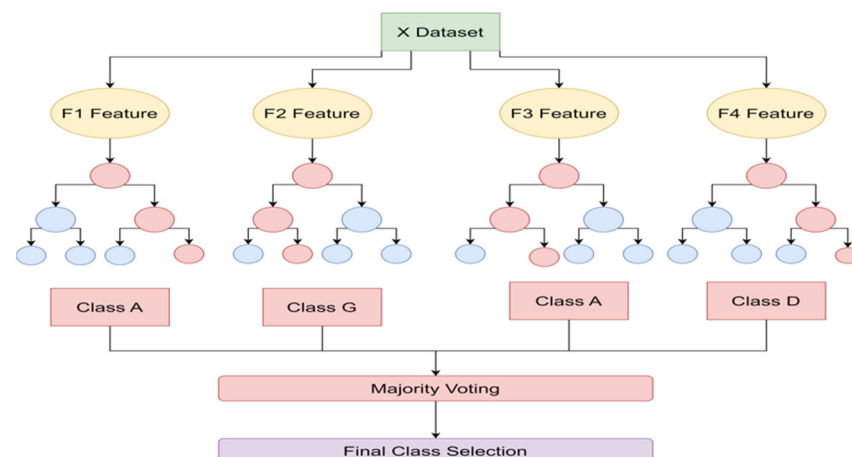 X Dataset
F1 Feature
F2 Feature
F3 Feature
F4 Feature
Class A
Class G
Class A
Class D
Majority Voting
Final Class Selection